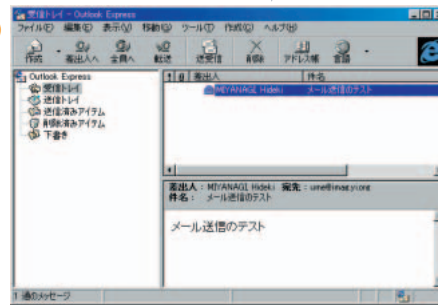 受信トレイ - Outlook Express
ファイル(F) 編集(E) 表示(V) 移動(G) ツール(T) 作成(C) ヘルプ(H)
作成 差出人へ 全員へ 転送 送受信 削除 アドレス帳 言語
Outlook Express
受信トレイ
送信トレイ
送信済みアイテム
削除済みアイテム
下書き
! 差出人 件名
MIYANAGI Hideki メール送信のテスト
差出人: MIYANAGI Hideki 宛先:
件名: メール送信のテスト
メール送信のテスト
1 通のメッセージ